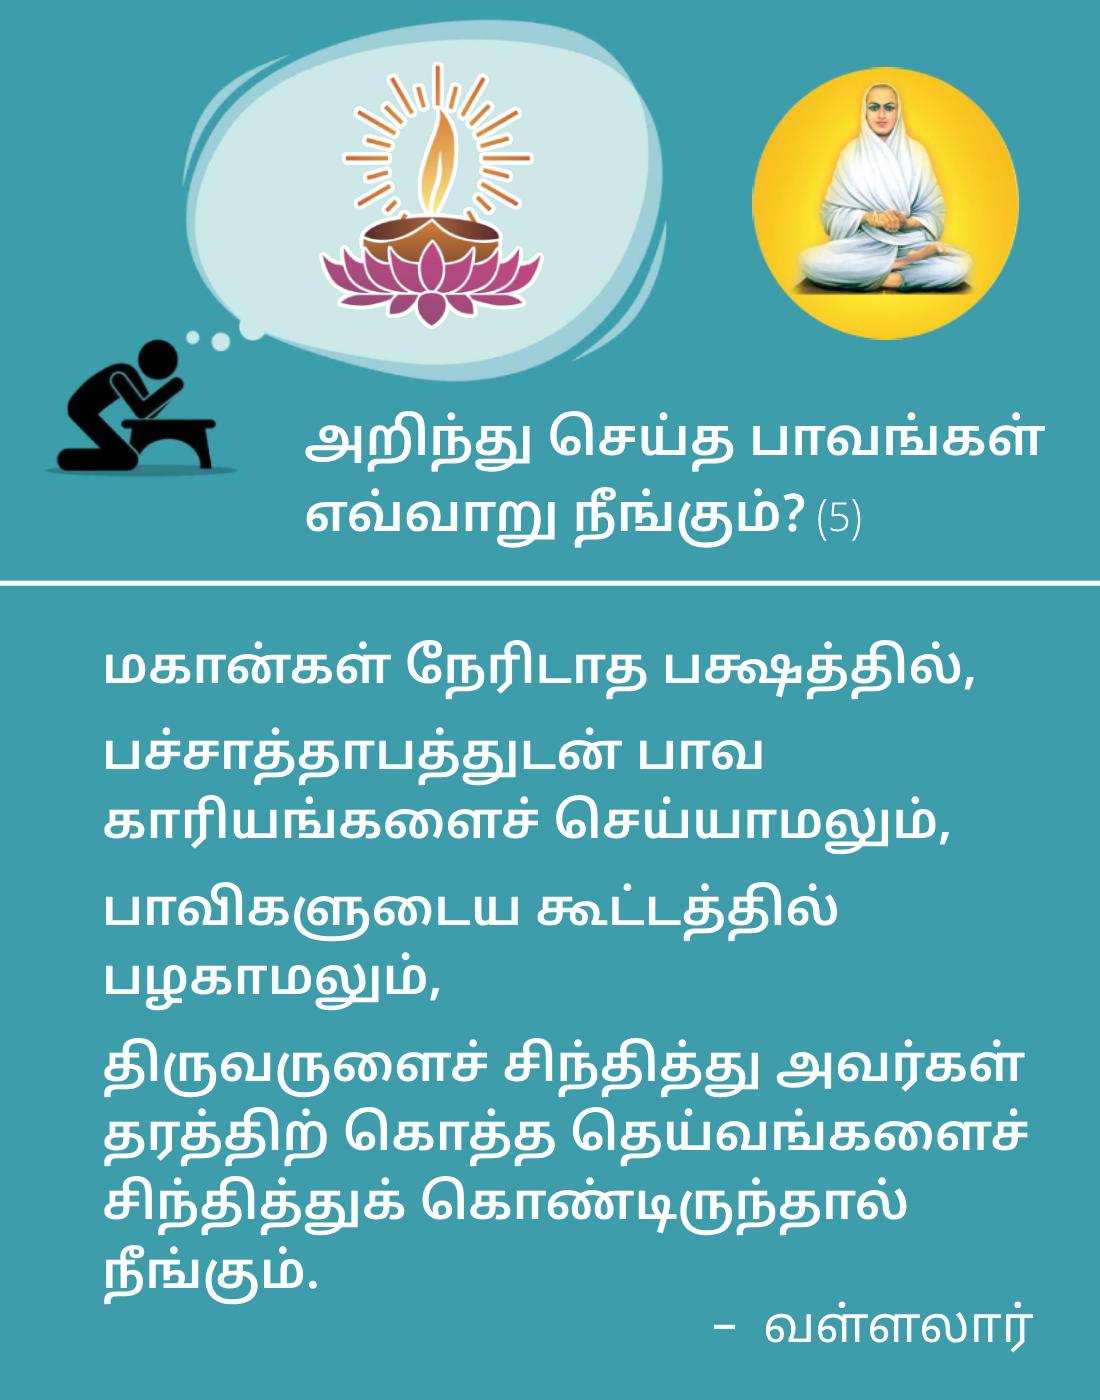 அறிந்து செய்த பாவங்கள்
எவ்வாறு நீங்கும்? (5)
மகான்கள் நேரிடாத பக்ஷத்தில்,
பச்சாத்தாபத்துடன் பாவ
காரியங்களைச் செய்யாமலும்,
பாவிகளுடைய கூட்டத்தில்
பழகாமலும்,
திருவருளைச் சிந்தித்து அவர்கள்
தரத்திற் கொத்த தெய்வங்களைச்
சிந்தித்துக் கொண்டிருந்தால்
நீங்கும்.
– வள்ளலார்